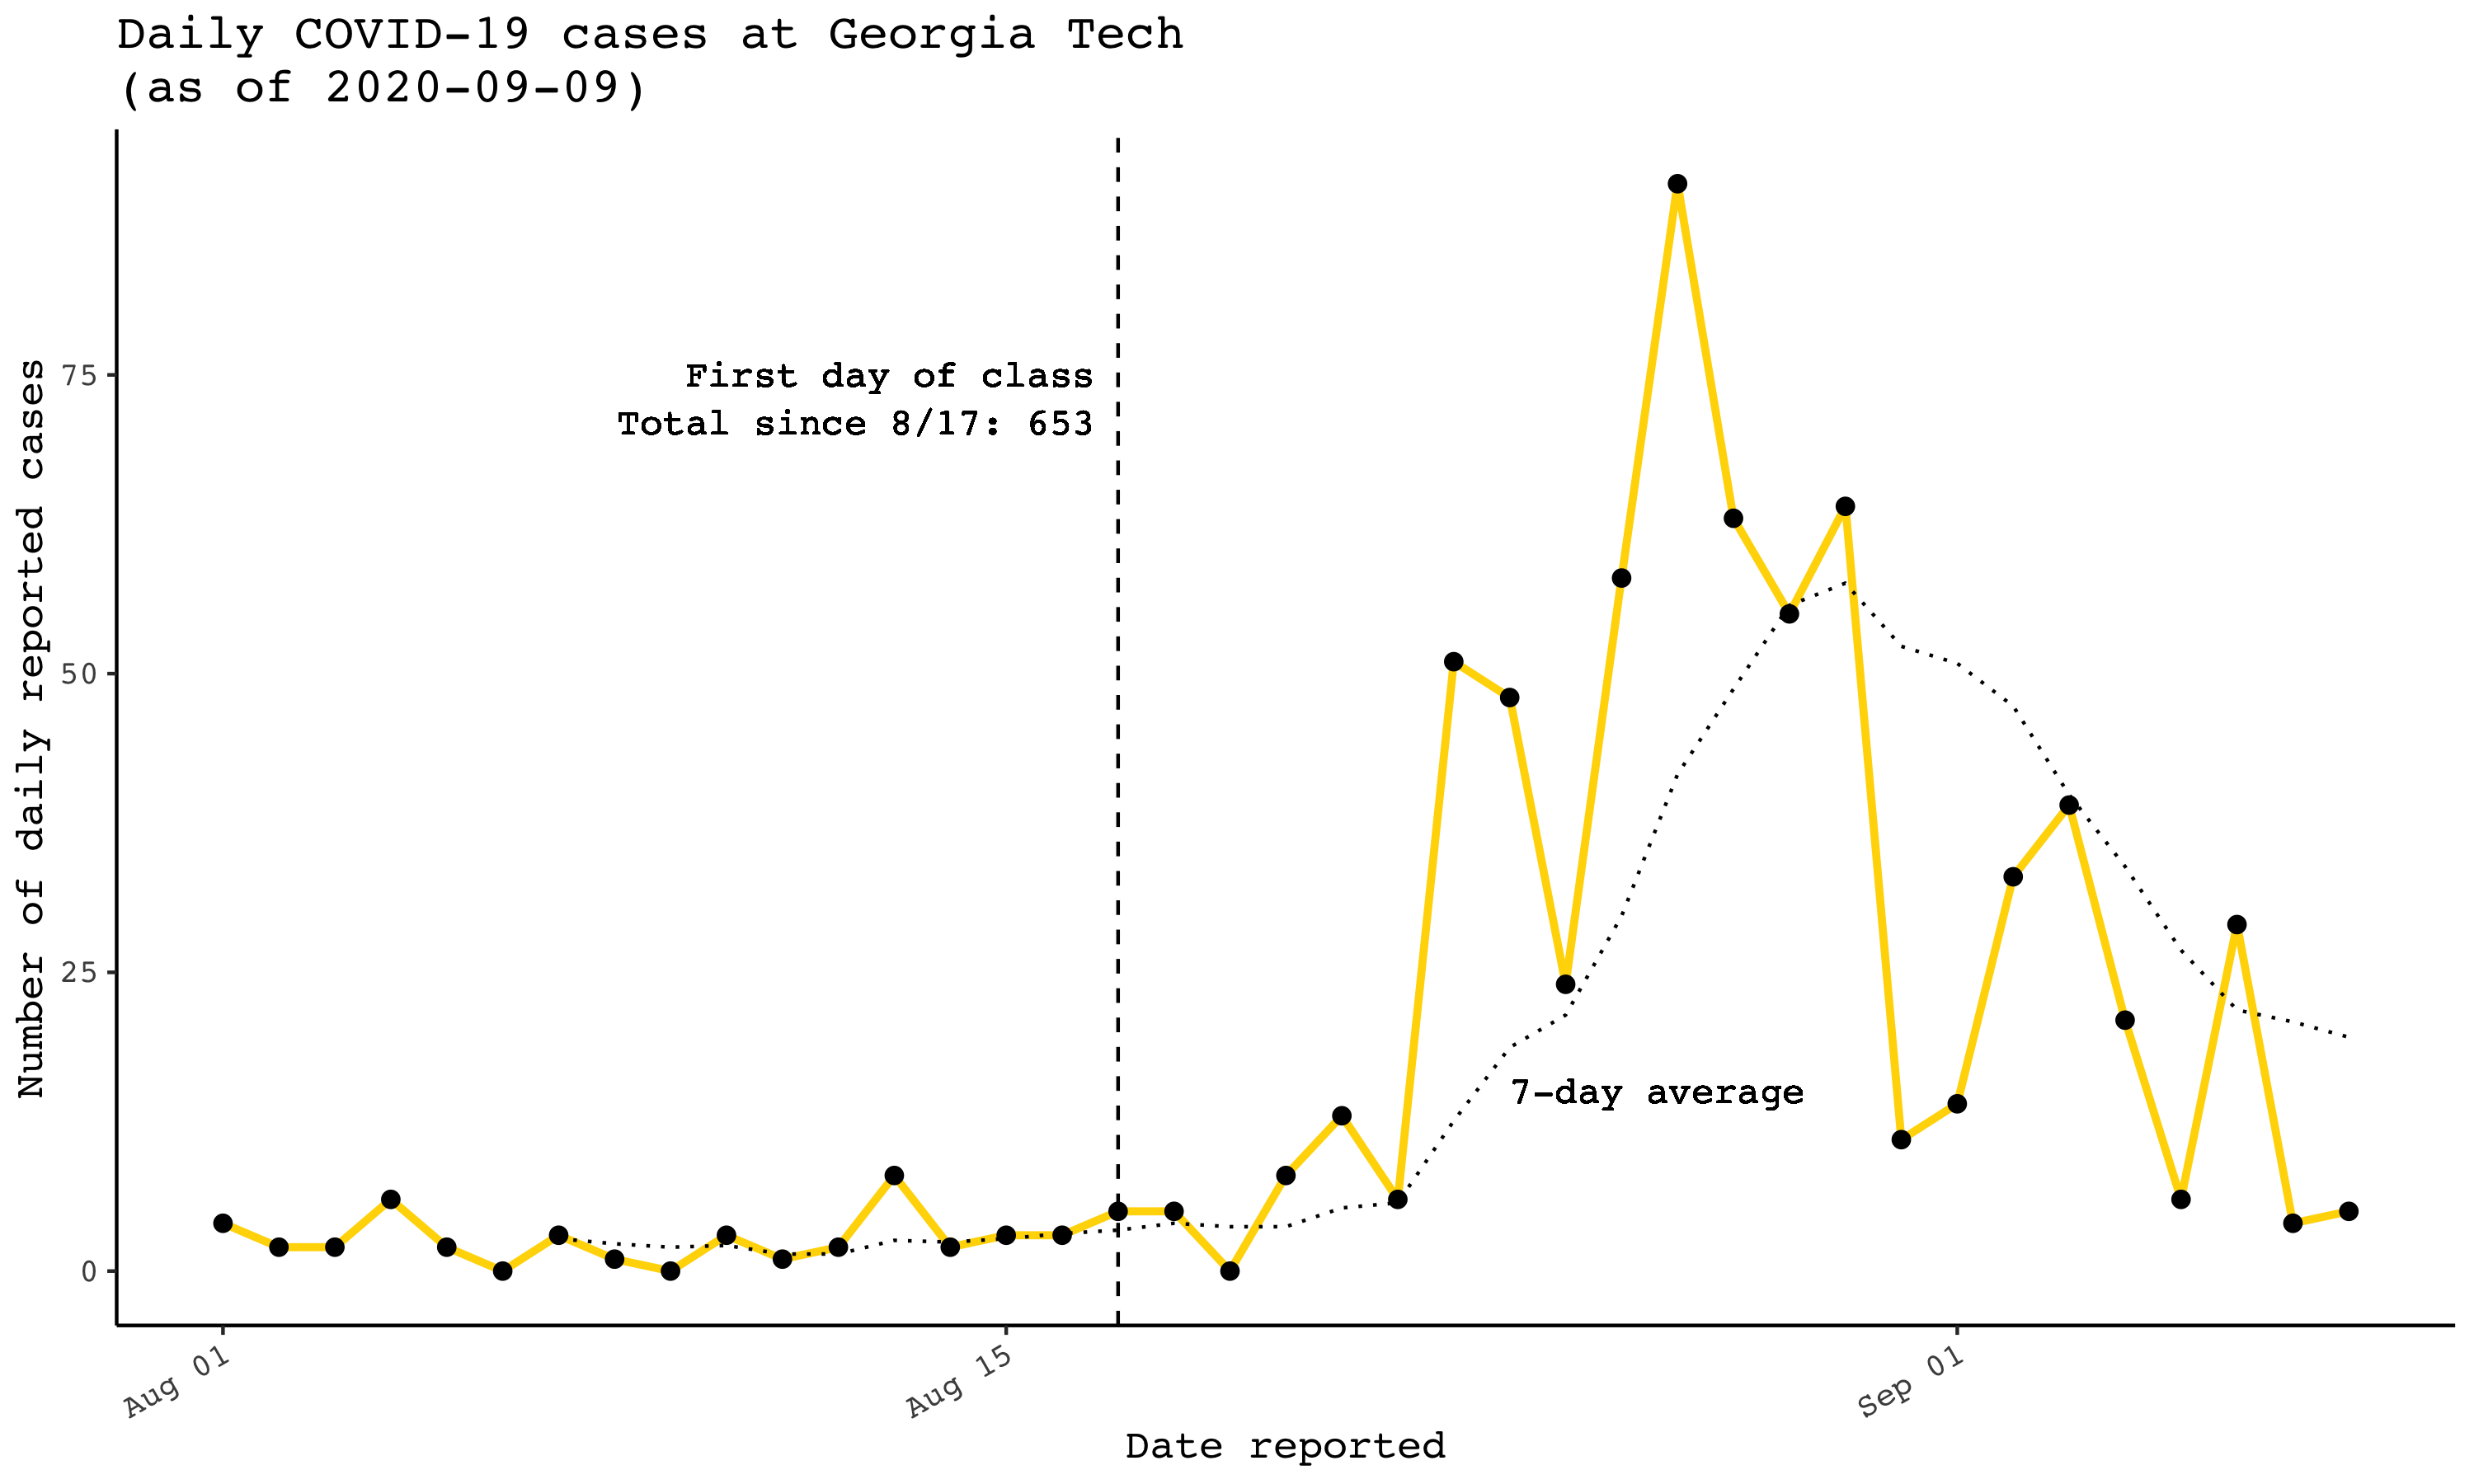 Daily COVID-19 cases at Georgia Tech
(as of 2020-09-09)
Number of daily reported cases
75
50
25
0
First day of class
Total since 8/17: 653
7-day average
Aug 01
Aug 15
Sep 01
Date reported